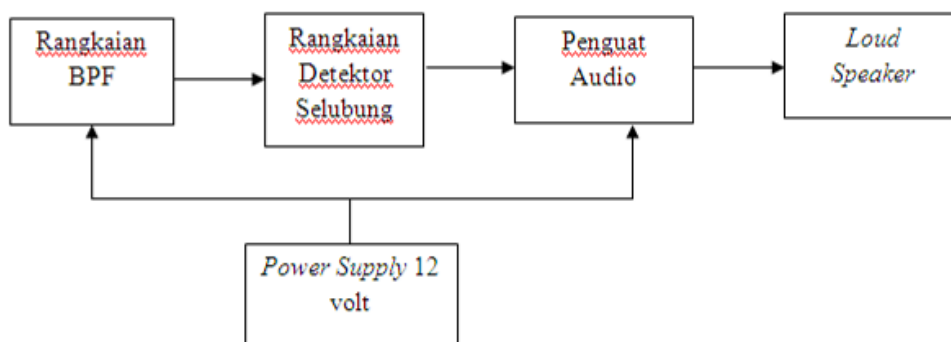 Rangkaian
BPF
Rangkaian
Detektor
Selubung
Penguat
Audio
Loud
Speaker
Power Supply 12
volt